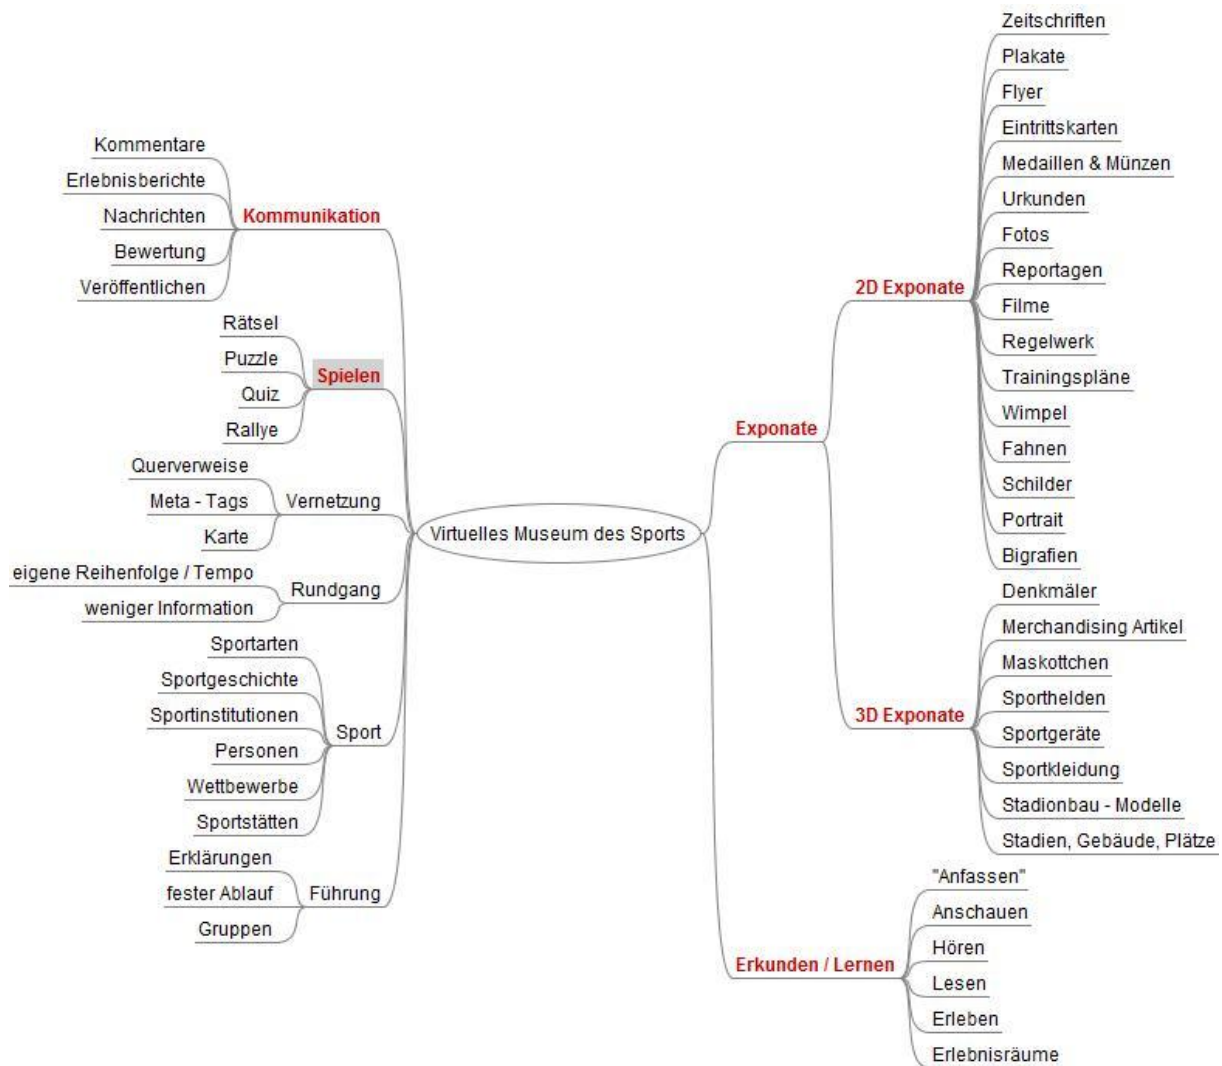 Kommentare
Erlebnisberichte
Nachrichten
Bewertung
Veröffentlichen
Kommunikation
Rätsel
Puzzle
Quiz
Rallye
Spielen
Querverweise
Meta - Tags
Karte
Vernetzung
eigene Reihenfolge / Tempo
weniger Information
Rundgang
Sportarten
Sportgeschichte
Sportinstitutionen
Personen
Wettbewerbe
Sportstätten
Sport
Erklärungen
fester Ablauf
Gruppen
Führung
Virtuelles Museum des Sports
Exponate
2D Exponate
Zeitschriften
Plakate
Flyer
Eintrittskarten
Medaillen & Münzen
Urkunden
Fotos
Reportagen
Filme
Regelwerk
Trainingspläne
Wimpel
Fahnen
Schilder
Portrait
Bigrafien
3D Exponate
Denkmäler
Merchandising Artikel
Maskottchen
Sporthelden
Sportgeräte
Sportkleidung
Stadionbau - Modelle
Stadien, Gebäude, Plätze
Erkunden / Lernen
"Anfassen"
Anschauen
Hören
Lesen
Erleben
Erlebnisräume